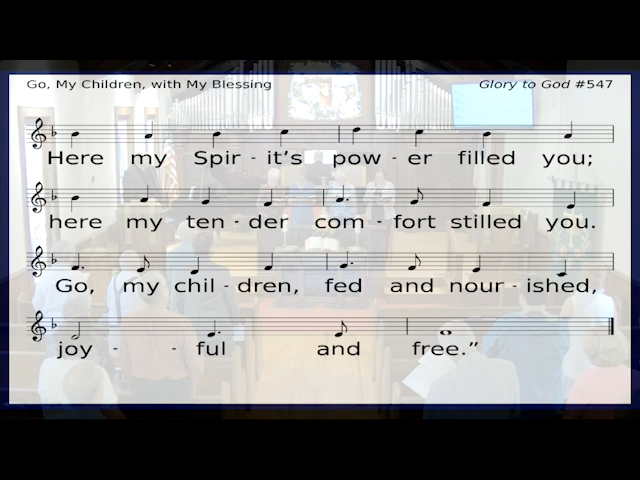 Go, My Children, with My Blessing
Glory to God #547
Here my Spir - it's pow - er filled you;
here my ten - der com - fort stilled you.
Go, my chil - dren, fed and nour - ished,
joy - - ful and free.”